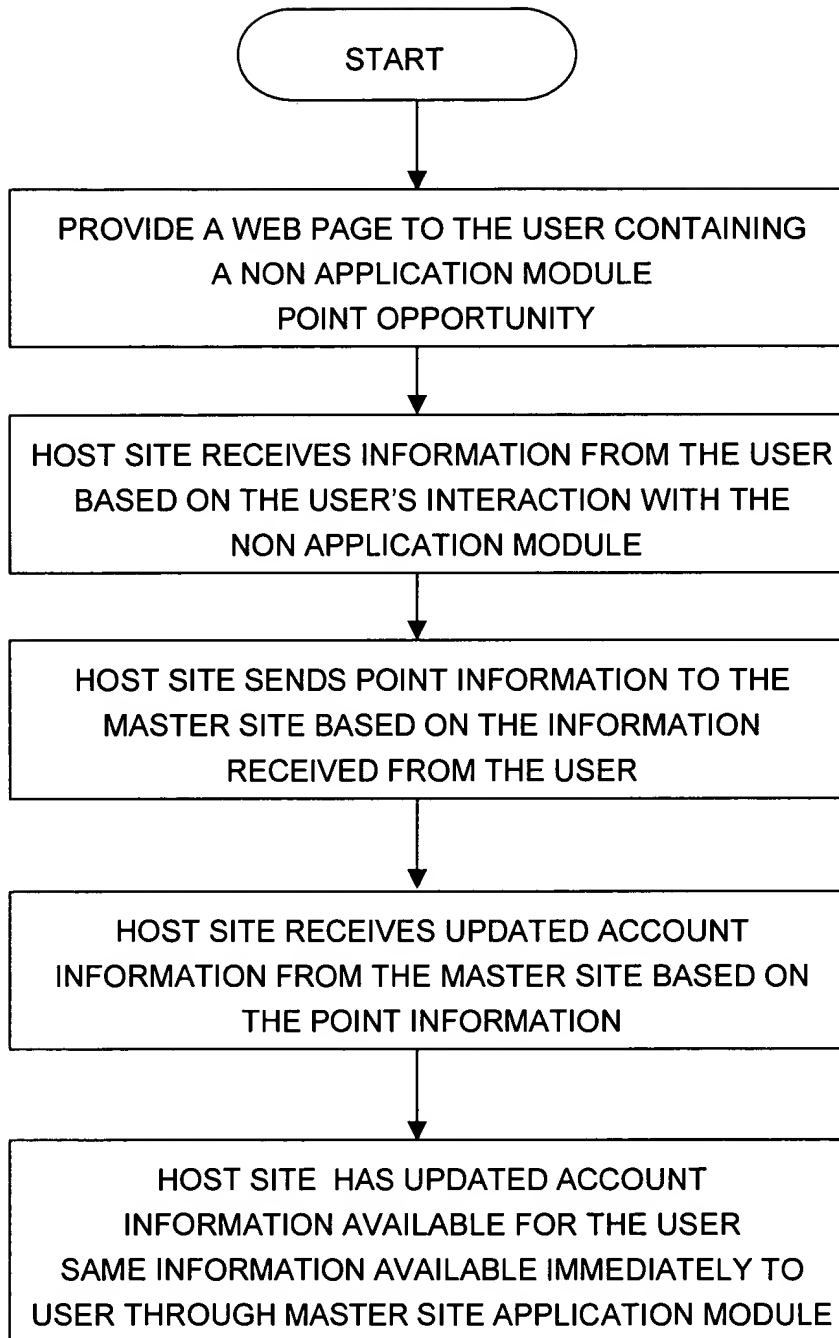 START
PROVIDE A WEB PAGE TO THE USER CONTAINING
A NON APPLICATION MODULE
POINT OPPORTUNITY
HOST SITE RECEIVES INFORMATION FROM THE USER
BASED ON THE USER'S INTERACTION WITH THE
NON APPLICATION MODULE
HOST SITE SENDS POINT INFORMATION TO THE
MASTER SITE BASED ON THE INFORMATION
RECEIVED FROM THE USER
HOST SITE RECEIVES UPDATED ACCOUNT
INFORMATION FROM THE MASTER SITE BASED ON
THE POINT INFORMATION
HOST SITE HAS UPDATED ACCOUNT
INFORMATION AVAILABLE FOR THE USER
SAME INFORMATION AVAILABLE IMMEDIATELY TO
USER THROUGH MASTER SITE APPLICATION MODULE